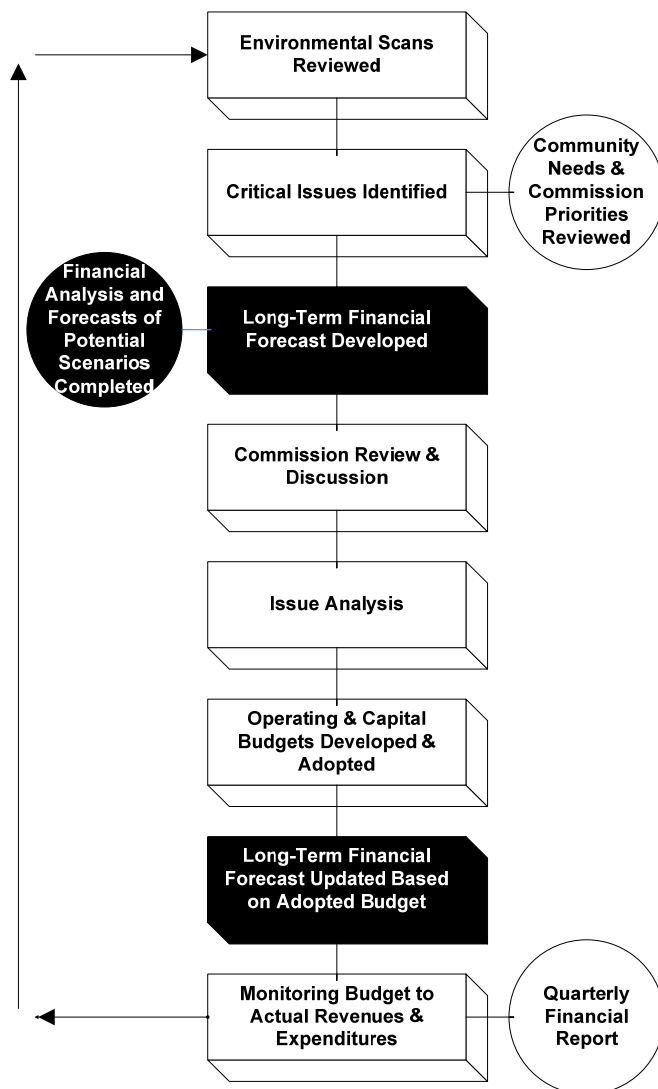 Environmental Scans
Reviewed
Critical Issues Identified
Community
Needs &
Commission
Priorities
Reviewed
Financial
Analysis and
Forecasts of
Potential
Scenarios
Completed
Long-Term Financial
Forecast Developed
Commission Review &
Discussion
Issue Analysis
Operating & Capital
Budgets Developed &
Adopted
Long-Term Financial
Forecast Updated Based
on Adopted Budget
Monitoring Budget to
Actual Revenues &
Expenditures
Quarterly
Financial
Report